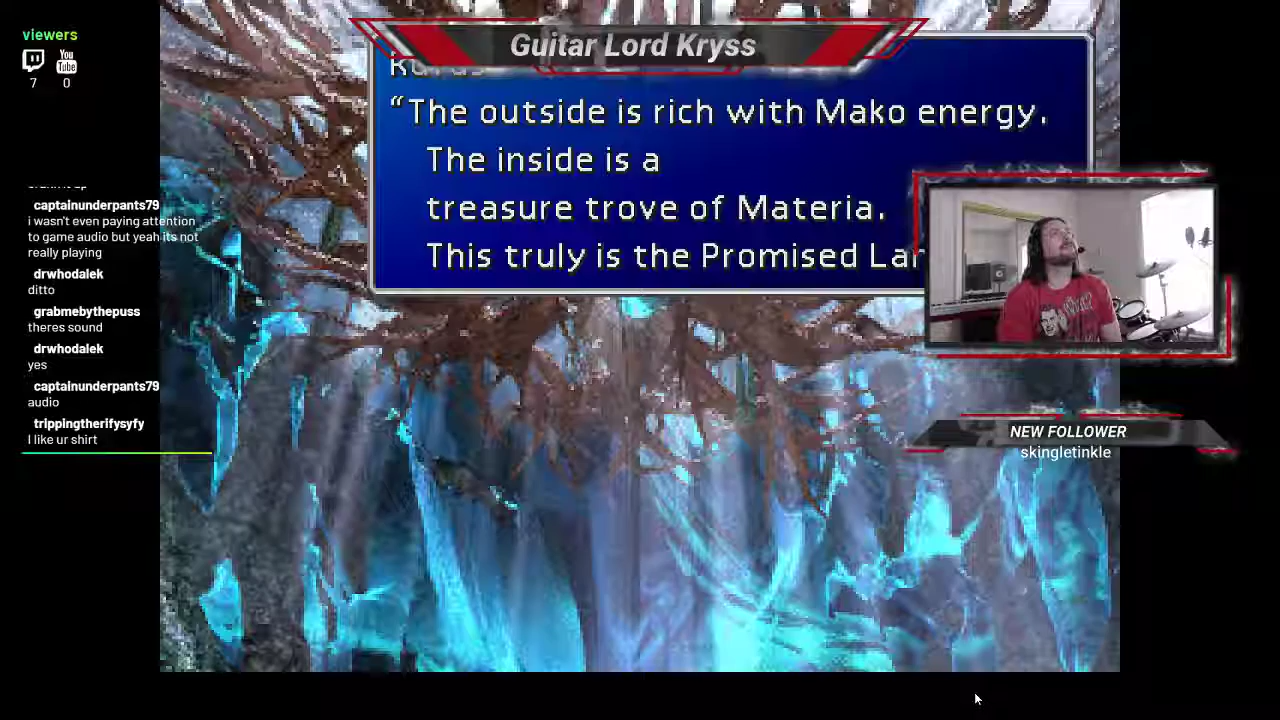 viewers
7 0
captainunderpants79
i wasn't even paying attention
to game audio but yeah its not
really playing
drwhodalek
ditto
grabmebythepuss
theres sound
drwhodalek
yes
captainunderpants79
audio
trippingtherifysyfy
I like ur shirt
Guitar Lord Kryss
“The outside is rich with Mako energy.
The inside is a
treasure trove of Materia.
This truly is the Promised Lan
NEW FOLLOWER
skingletinkle